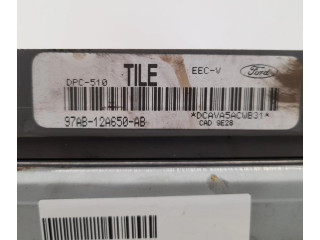 DPC-510 TILE EEC-V Ford
97AB-12A650-AB *DCAVA5ACWB31*
CAD 9E28